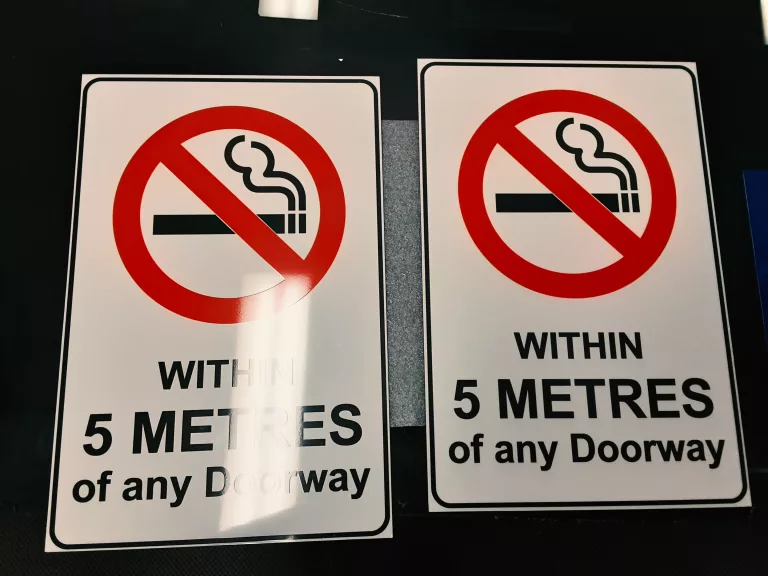 WITHIN
5 METRES
of any Doorway
WITHIN
5 METRES
of any Doorway